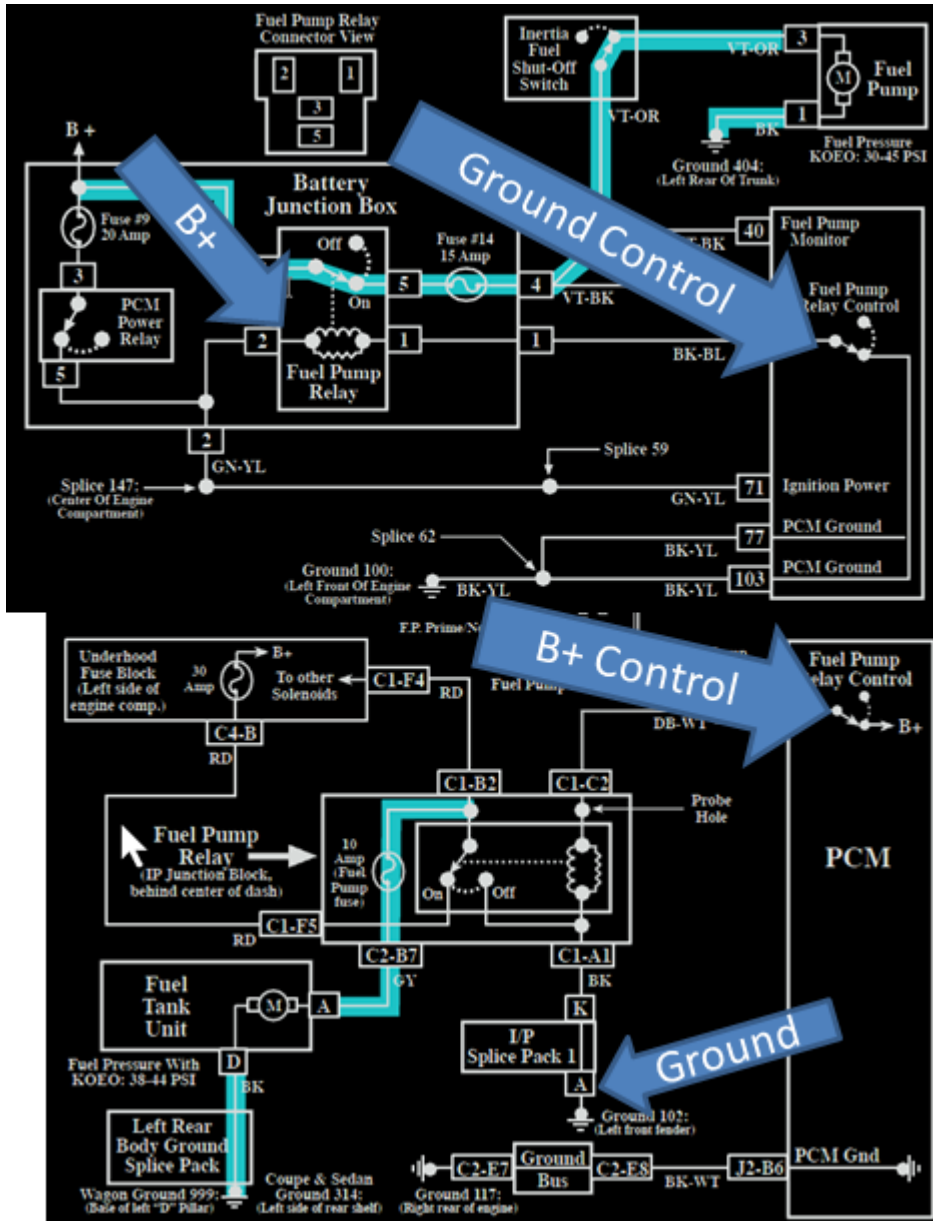 Fuel Pump Relay
Connector View
2
1
3
5
B +
Inertia
Fuel
Shut-Off
Switch
VT-OR
3
M
Fuel
Pump
1
BK
VT-OR
Ground 404:
(Left Rear Of Trunk)
Fuel Pressure
KOEO: 30-45 PSI
B+
Ground Control
Battery
Junction Box
Fuse #9
20 Amp
3
PCM
Power
Relay
5
Off
On
5
Fuse #14
15 Amp
4
VT-BK
40
Fuel Pump
Monitor
Fuel Pump
Relay Control
2
1
1
BK-BL
Fuel Pump
Relay
2
GN-YL
Splice 147:
(Center Of Engine
Compartment)
Splice 59
GN-YL
71
Ignition Power
Splice 62
BK-YL
77
PCM Ground
Ground 100:
(Left Front Of Engine
Compartment)
BK-YL
BK-YL
103
PCM Ground
F.P. Prime/
B+ Control
Underhood
Fuse Block
(Left side of
engine comp.)
30
Amp
B+
To other
Solenoids
C1-F4
RD
Fuel Pump
C4-B
RD
Fuel Pump
Relay Control
B+
DB-WT
C1-B2
C1-C2
Probe
Hole
Fuel Pump
Relay
(IP Junction Block,
behind center of dash)
10
Amp
(Fuel
Pump
fuse)
On
Off
PCM
C1-F5
RD
C2-B7
GY
C1-A1
BK
Fuel
Tank
Unit
M
A
D
BK
K
I/P
Splice Pack 1
A
Ground
Fuel Pressure With
KOEO: 38-44 PSI
Ground 102:
(Left front fender)
Left Rear
Body Ground
Splice Pack
Wagon Ground 999:
(Base of left "D" Pillar)
Coupe & Sedan
Ground 314:
(Left side of rear shelf)
C2-E7
Ground
Bus
C2-E8
BK-WT
J2-B6
PCM Gnd
Ground 117:
(Right rear of engine)